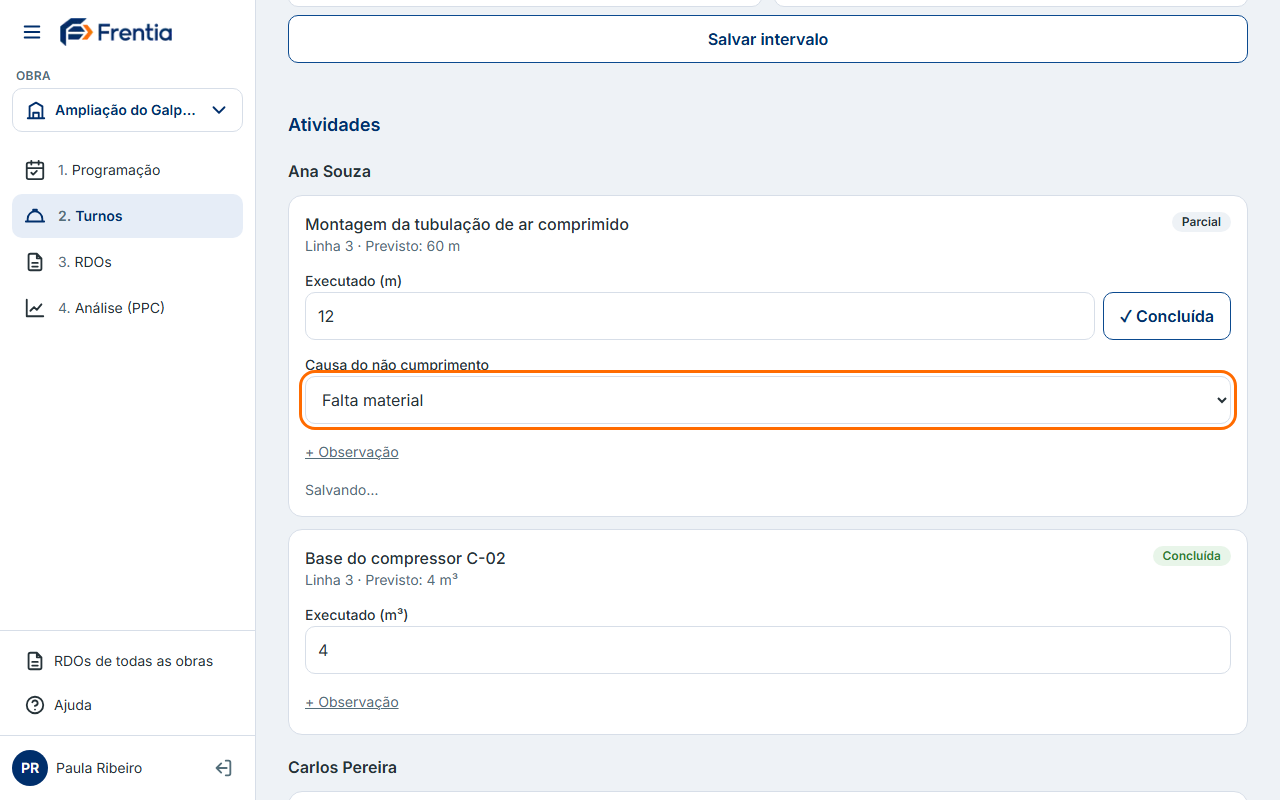 Frentia
OBRA
Ampliação do Galp...
1. Programação
2. Turnos
3. RDOs
4. Análise (PPC)
RDOs de todas as obras
Ajuda
PR
Paula Ribeiro
Salvar intervalo
Atividades
Ana Souza
Montagem da tubulação de ar comprimido
Parcial
Linha 3 · Previsto: 60 m
Executado (m)
12
✓ Concluída
Causa do não cumprimento
Falta material
+ Observação
Salvando...
Base do compressor C-02
Concluída
Linha 3 · Previsto: 4 m³
Executado (m³)
4
+ Observação
Carlos Pereira